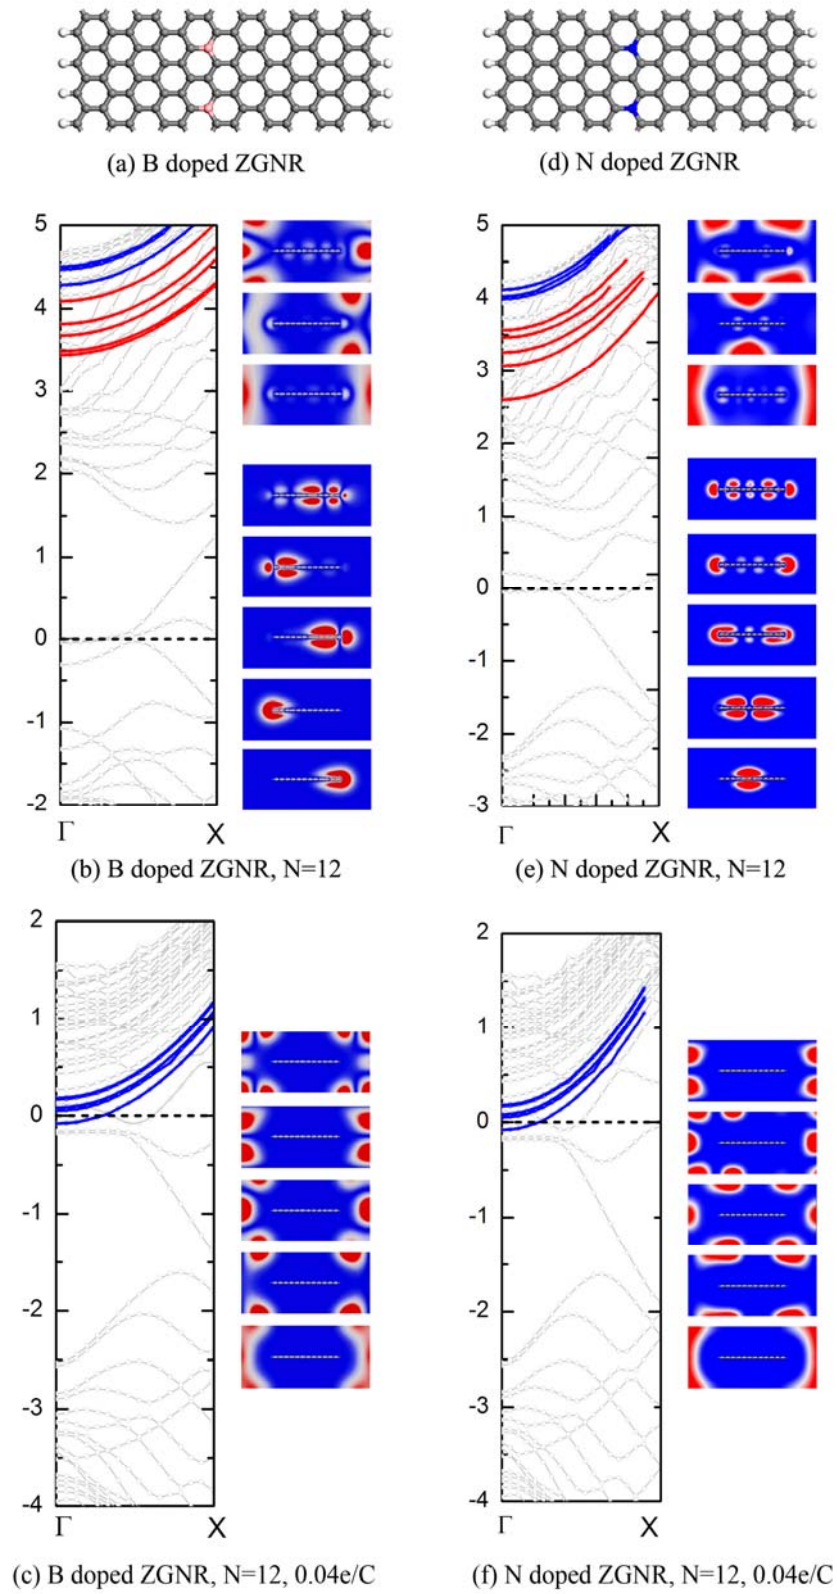 (a) B doped ZGNR
(d) N doped ZGNR
5
4
3
2
1
0
-1
-2
Γ
X
(b) B doped ZGNR, N=12
5
4
3
2
1
0
-1
-2
-3
Γ
X
(e) N doped ZGNR, N=12
2
1
0
-1
-2
-3
-4
Γ
X
(c) B doped ZGNR, N=12, 0.04e/C
2
1
0
-1
-2
-3
-4
Γ
X
(f) N doped ZGNR, N=12, 0.04e/C